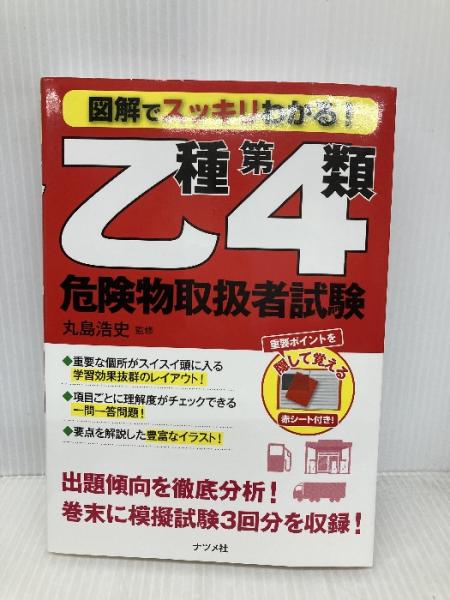 図解でスッキリわかる！
乙種第4類
危険物取扱者試験
丸島浩史 監修
◆重要な個所がスイスイ頭に入る
学習効果抜群のレイアウト！
◆項目ごとに理解度がチェックできる
一問一答問題！
◆要点を解説した豊富なイラスト！
重要ポイントを
隠して覚える
赤シート付き！
出題傾向を徹底分析！
巻末に模擬試験3回分を収録！
ナツメ社